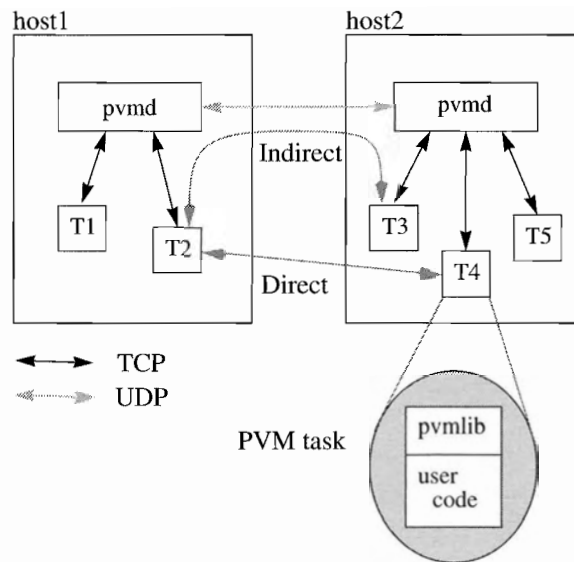 host1
host2
pvmd
pvmd
Indirect
T1
T2
T3
T4
T5
Direct
TCP
UDP
PVM task
pvmlib
user
code